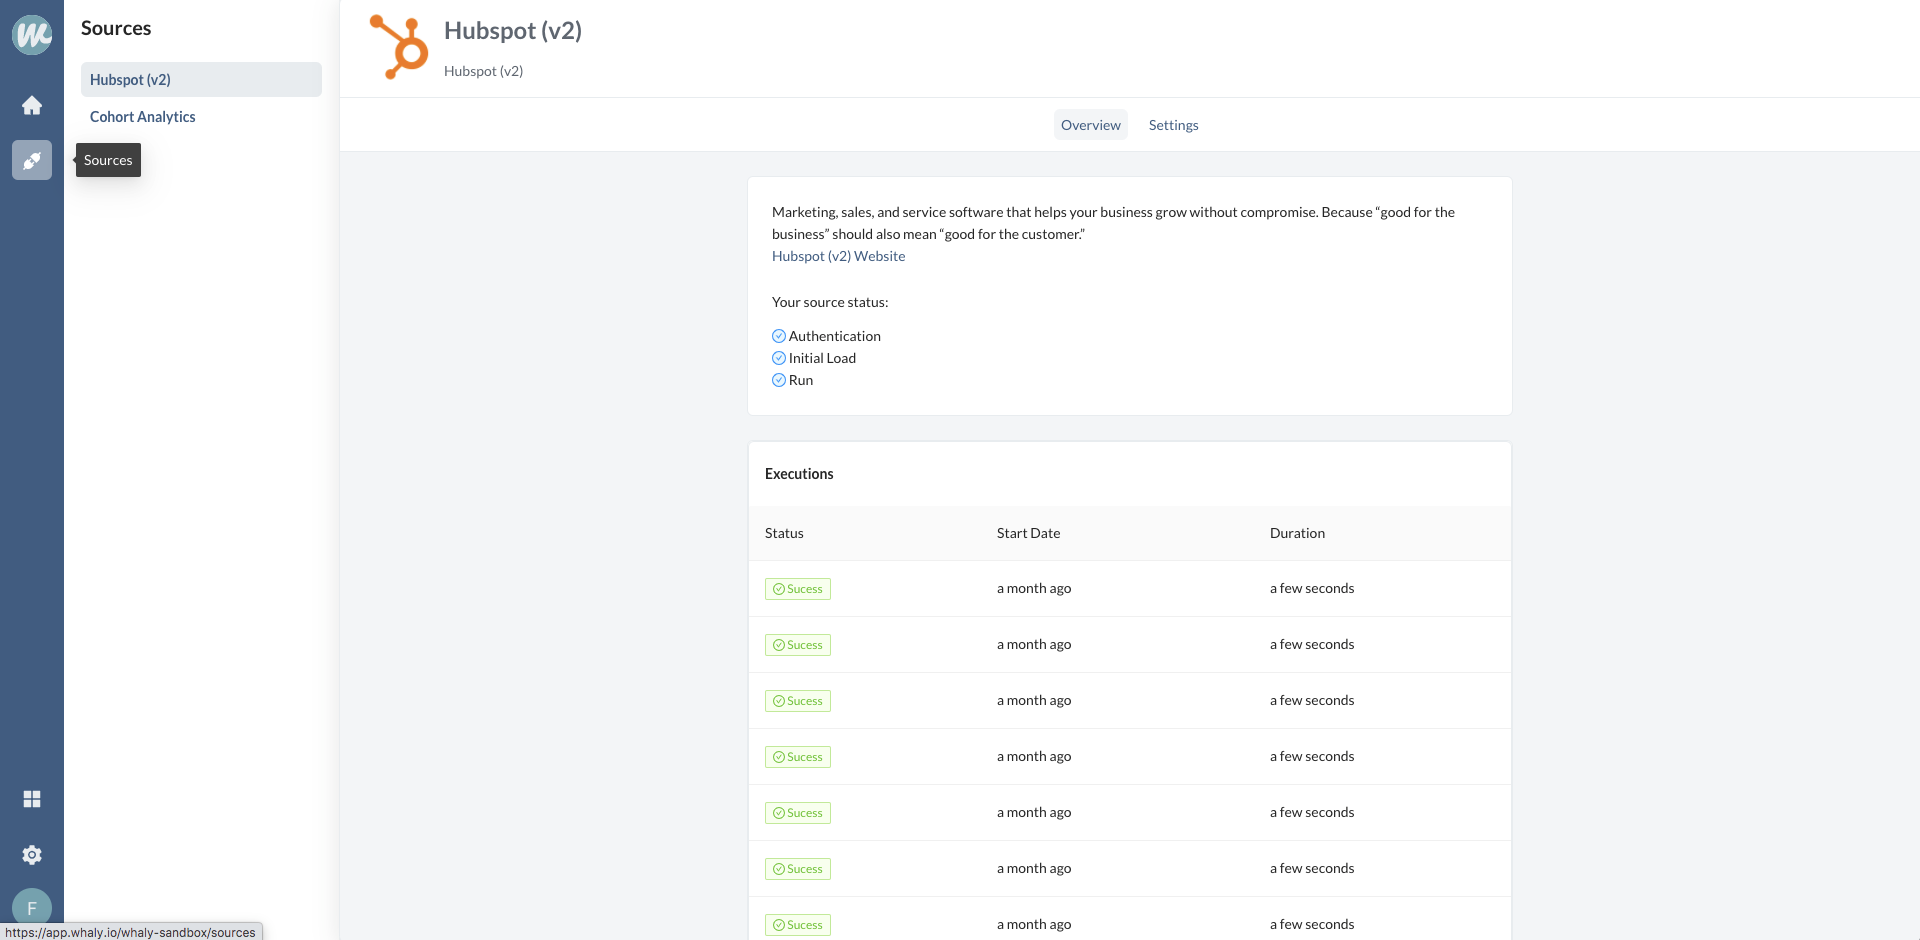 Sources
Hubspot (v2)
Cohort Analytics
Sources
F
https://app.whaly.io/whaly-sandbox/sources
Hubspot (v2)
Hubspot (v2)
Overview
Settings
Marketing, sales, and service software that helps your business grow without compromise. Because “good for the
business” should also mean “good for the customer.”
Hubspot (v2) Website
Your source status:
Authentication
Initial Load
Run
Executions
Status Start Date Duration
Sucess a month ago a few seconds
Sucess a month ago a few seconds
Sucess a month ago a few seconds
Sucess a month ago a few seconds
Sucess a month ago a few seconds
Sucess a month ago a few seconds
Sucess a month ago a few seconds